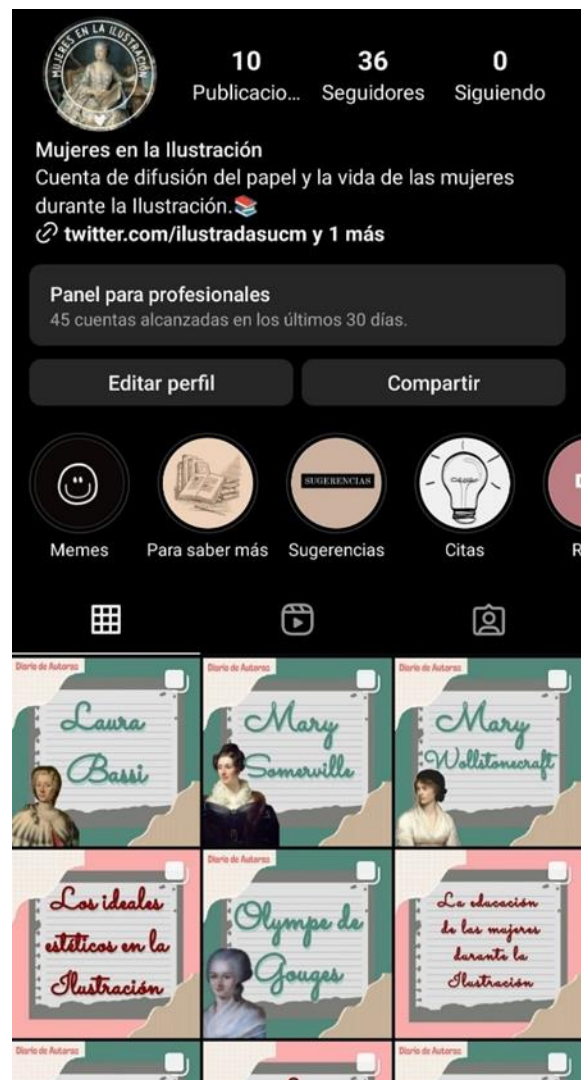 MUJERES EN LA ILUSTRACIÓN
10
36
0
Publicacio...
Seguidores
Siguiendo
Mujeres en la Ilustración
Cuenta de difusión del papel y la vida de las mujeres
durante la Ilustración.📚
twitter.com/ilustradasucm y 1 más
Panel para profesionales
45 cuentas alcanzadas en los últimos 30 días.
Editar perfil
Compartir
SUGERENCIAS
Memes
Para saber más
Sugerencias
Citas
R
Diario de Autoras
Laura
Bassi
Diario de Autoras
Mary
Somerville
Diario de Autoras
Mary
Wollstonecraft
Los ideales
estéticos en la
Ilustración
Diario de Autoras
Olympe de
Gouges
La educación
de las mujeres
durante la
Ilustración
Diario de Autoras
Diario de Autoras